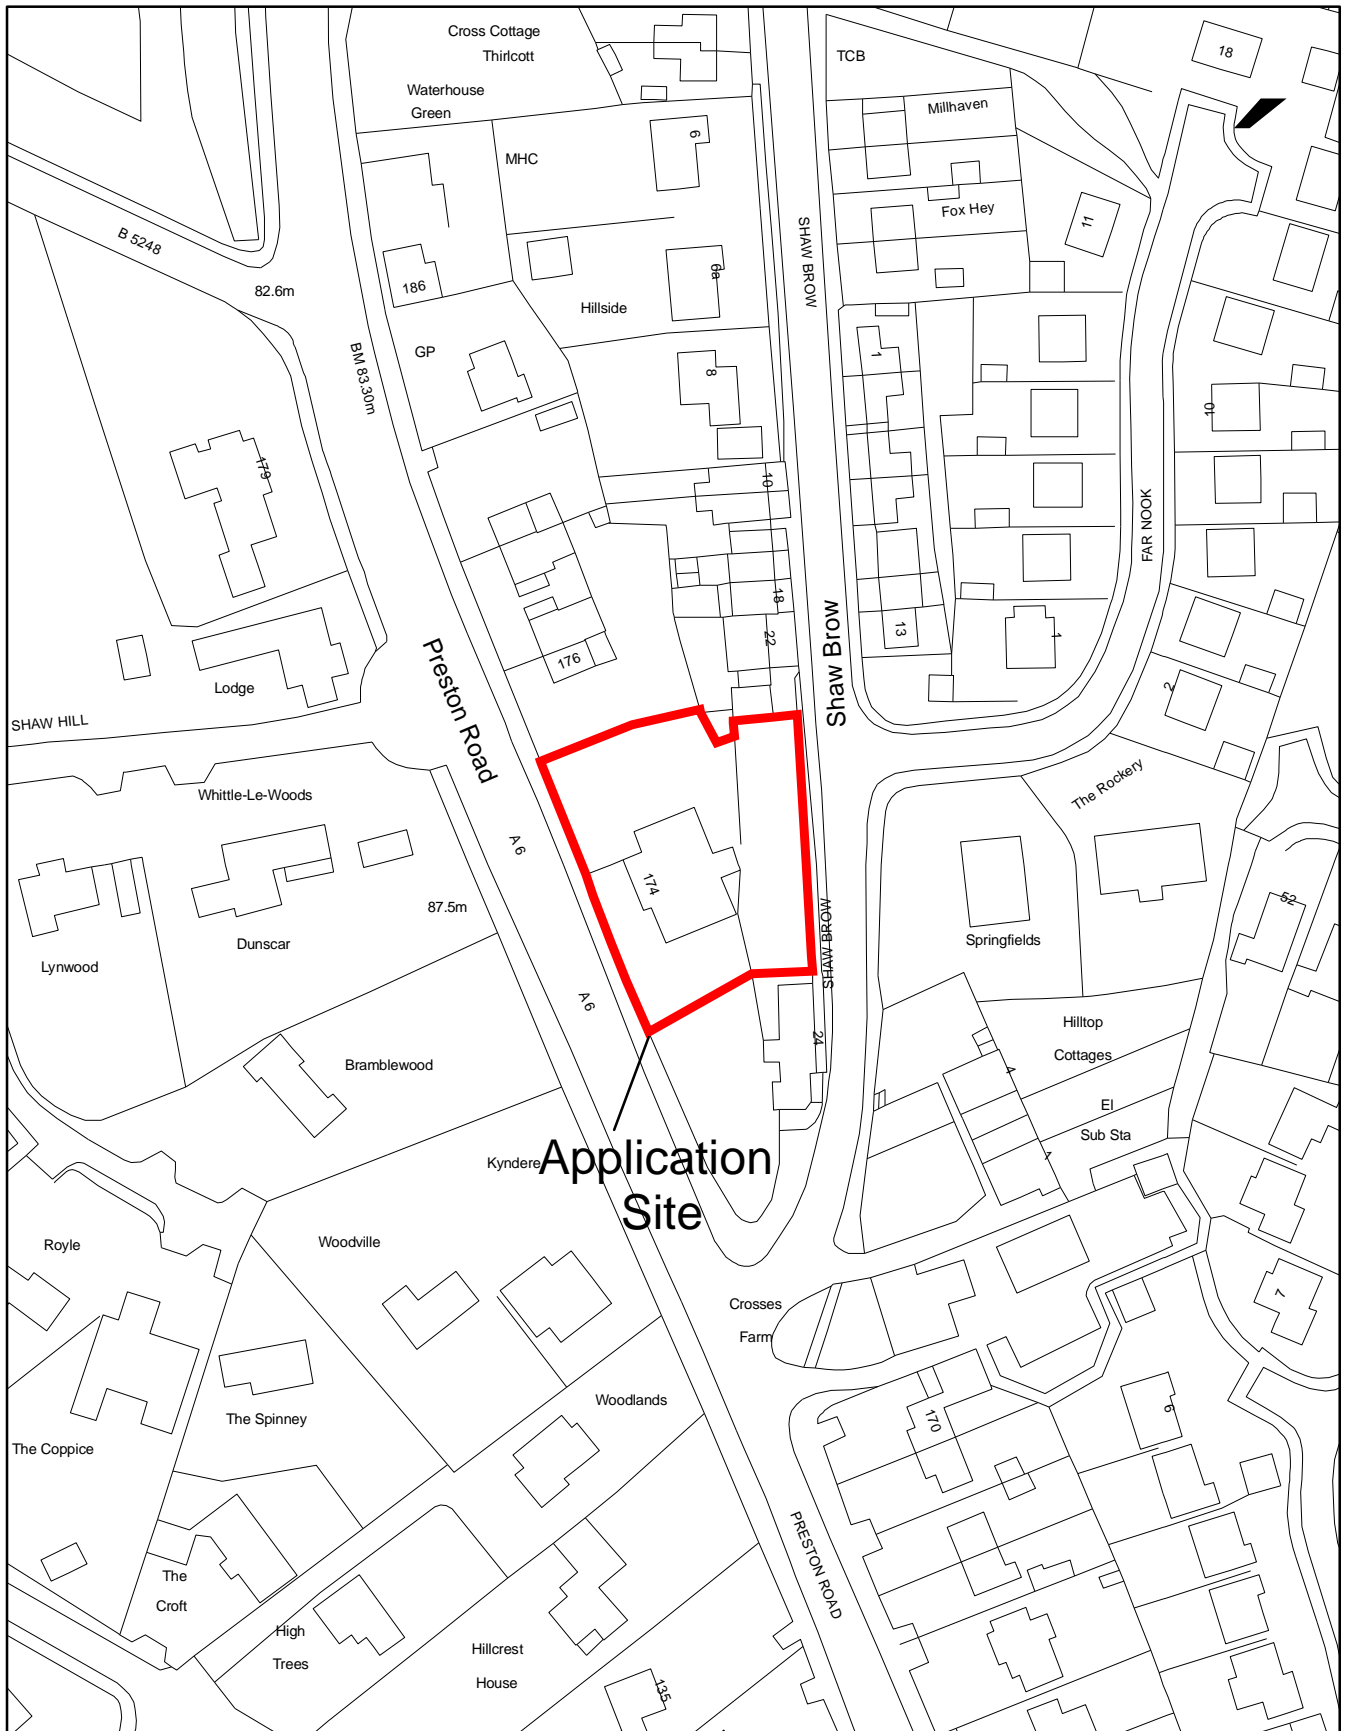 Cross Cottage
Thirlcott
Waterhouse
Green
TCB
18
Millhaven
6
MHC
Fox Hey
11
B 5248
SHAW BROW
82.6m
186
6a
Hillside
BM 83.30m
GP
1
8
10
179
10
FAR NOOK
18
22
13
1
176
Shaw Brow
Preston Road
Lodge
2
SHAW HILL
Whittle-Le-Woods
The Rockery
A 6
174
87.5m
52
Dunscar
Lynwood
SHAW BROW
Springfields
A 6
24
Hilltop
Cottages
Bramblewood
4
El
Sub Sta
1
Kyndere
Application
Site
Royle
Woodville
Crosses
Farm
7
Woodlands
The Spinney
170
6
The Coppice
PRESTON ROAD
The
Croft
High
Trees
Hillcrest
House
135